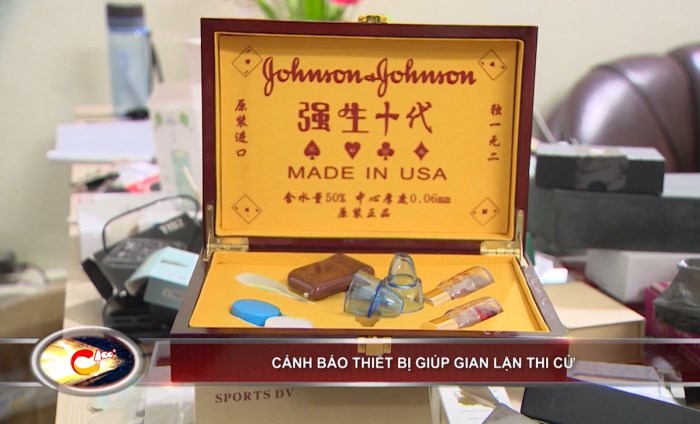 Johnson & Johnson
原裝进口
强生十代
独一无二
MADE IN USA
含水量50% 中心厚度0.06mm
原裝正品
CẢNH BÁO THIẾT BỊ GIÚP GIAN LẬN THI CỬ
SPORTS DV